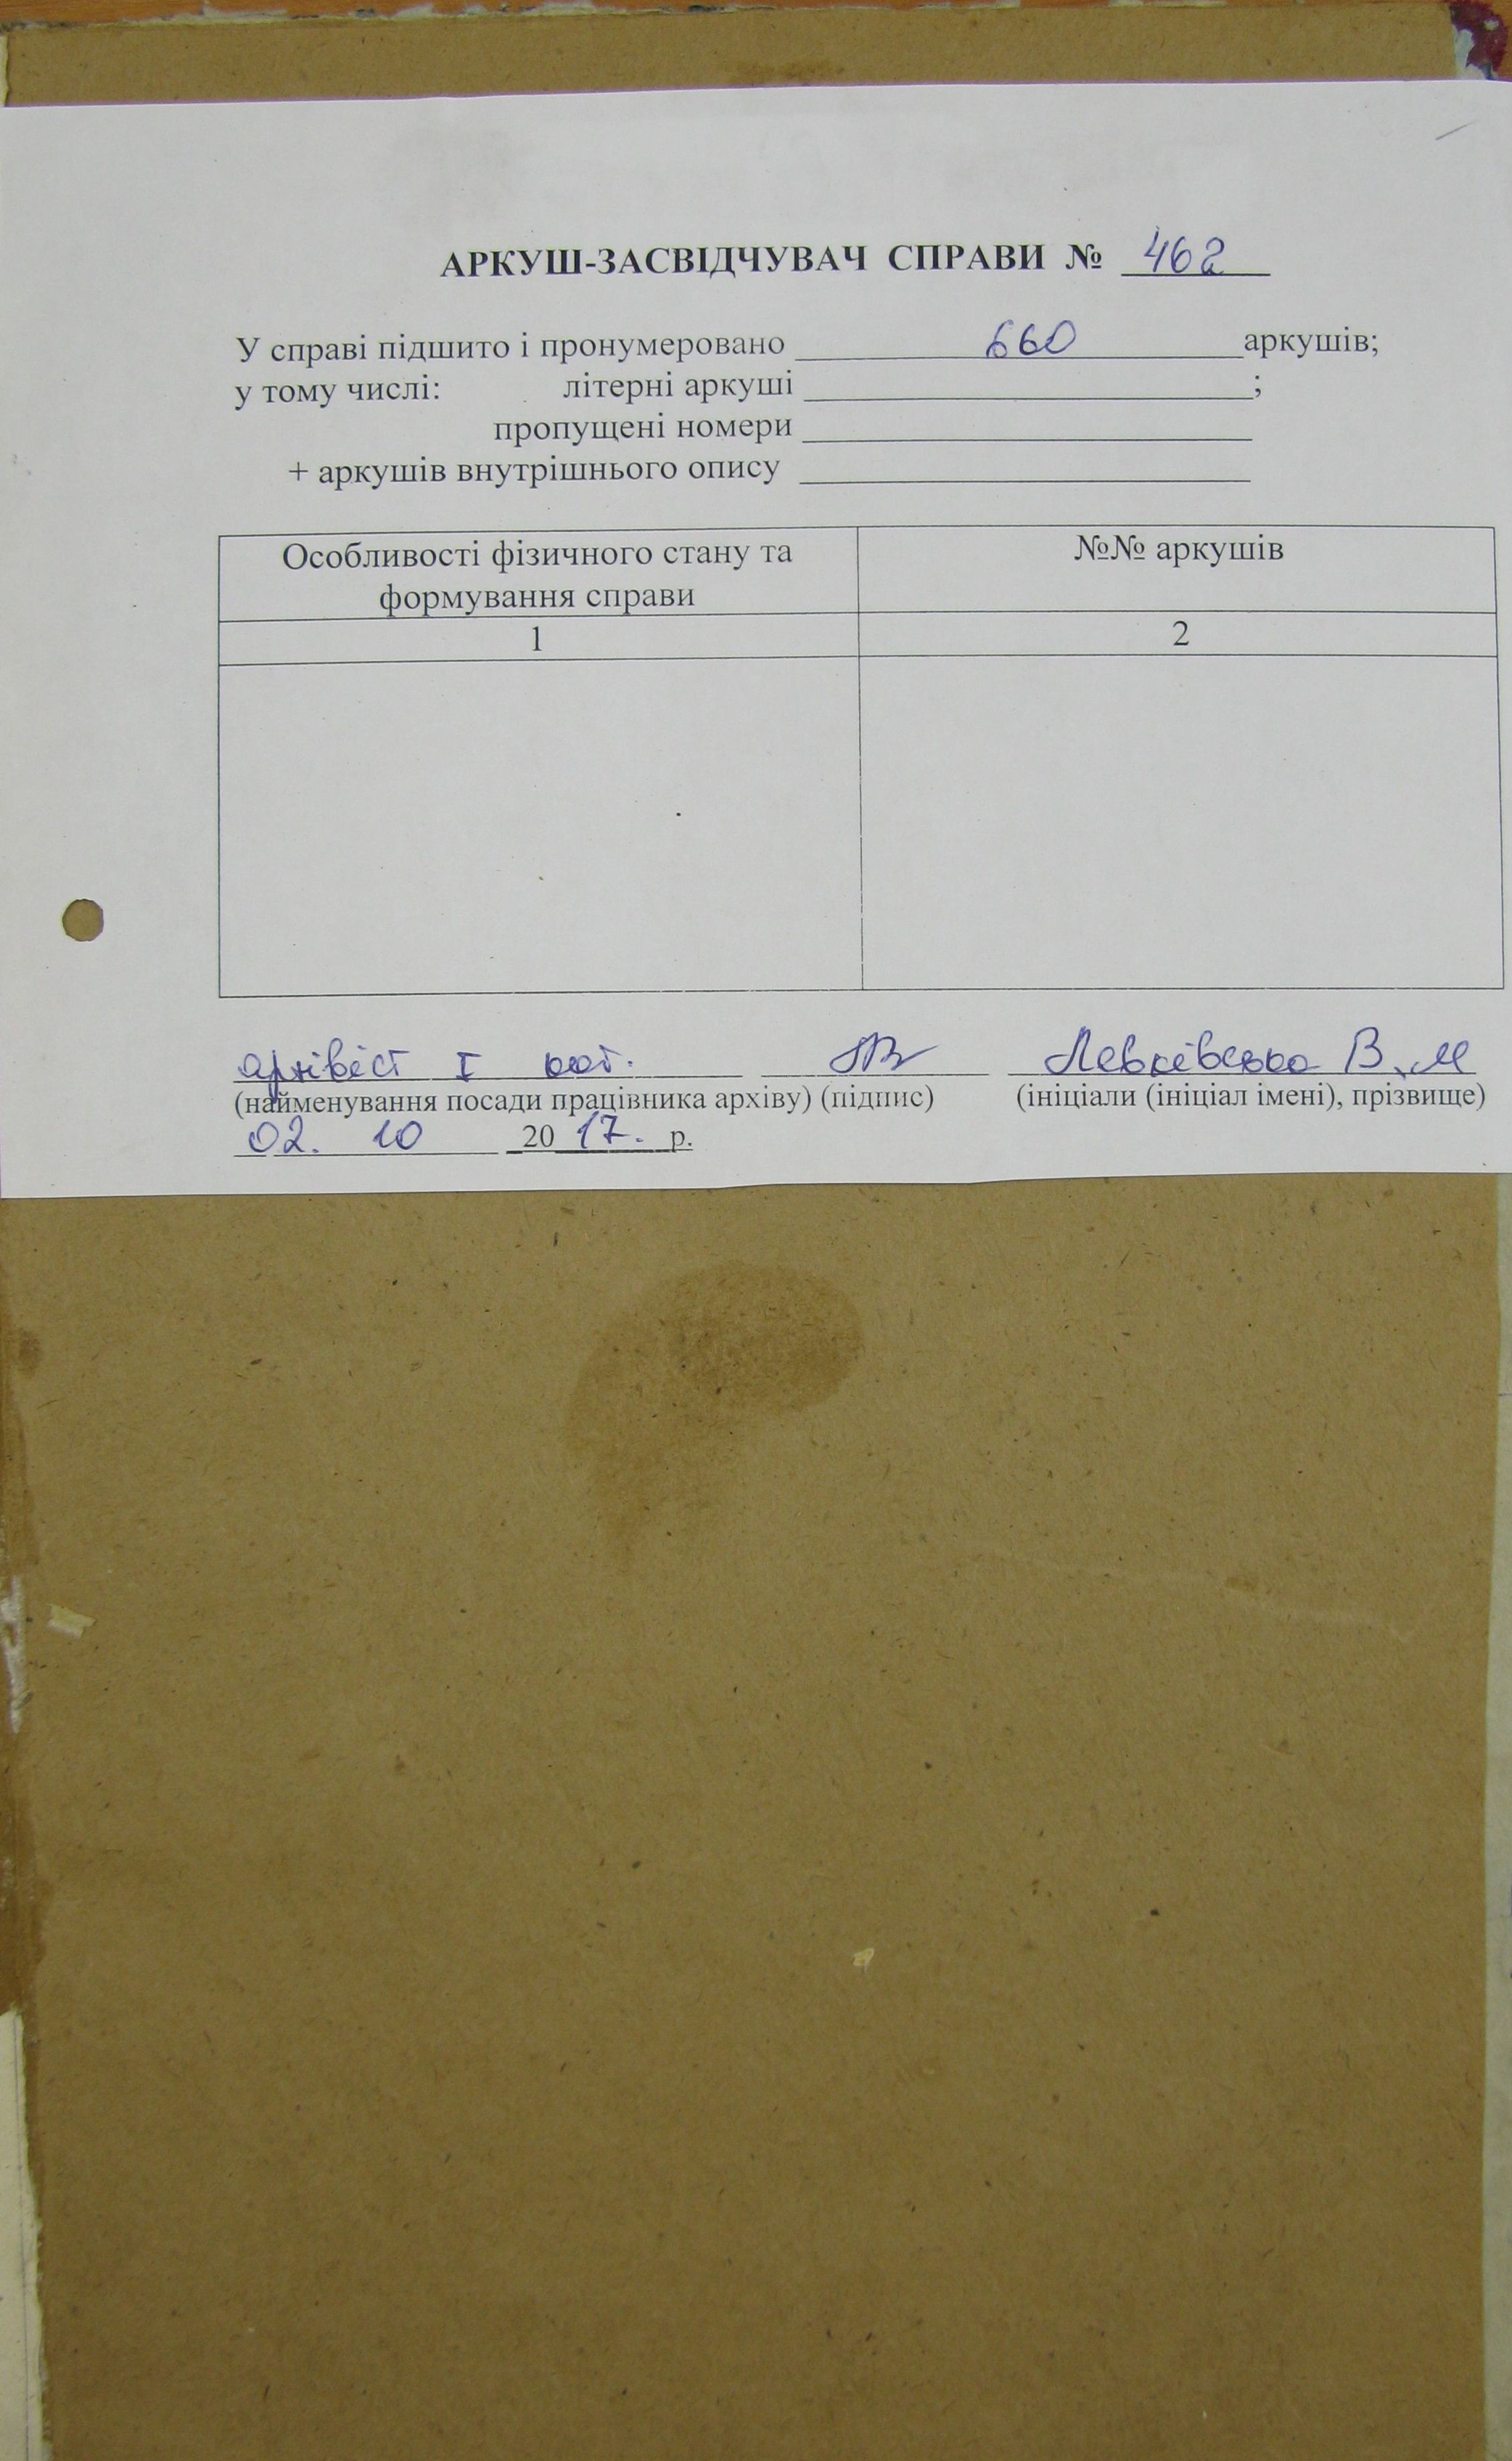 АРКУШ-ЗАСВІДЧУВАЧ СПРАВИ № 462
У справі підшито і пронумеровано 660 аркушів;
у тому числі: літерні аркуші ;
пропущені номери
+ аркушів внутрішнього опису
Особливості фізичного стану та формування справи
№№ аркушів
1 2
архівіст I кат. Левківська В.М
(найменування посади працівника архіву) (підпис) (ініціали (ініціал імені), прізвище)
02. 10 2017. р.